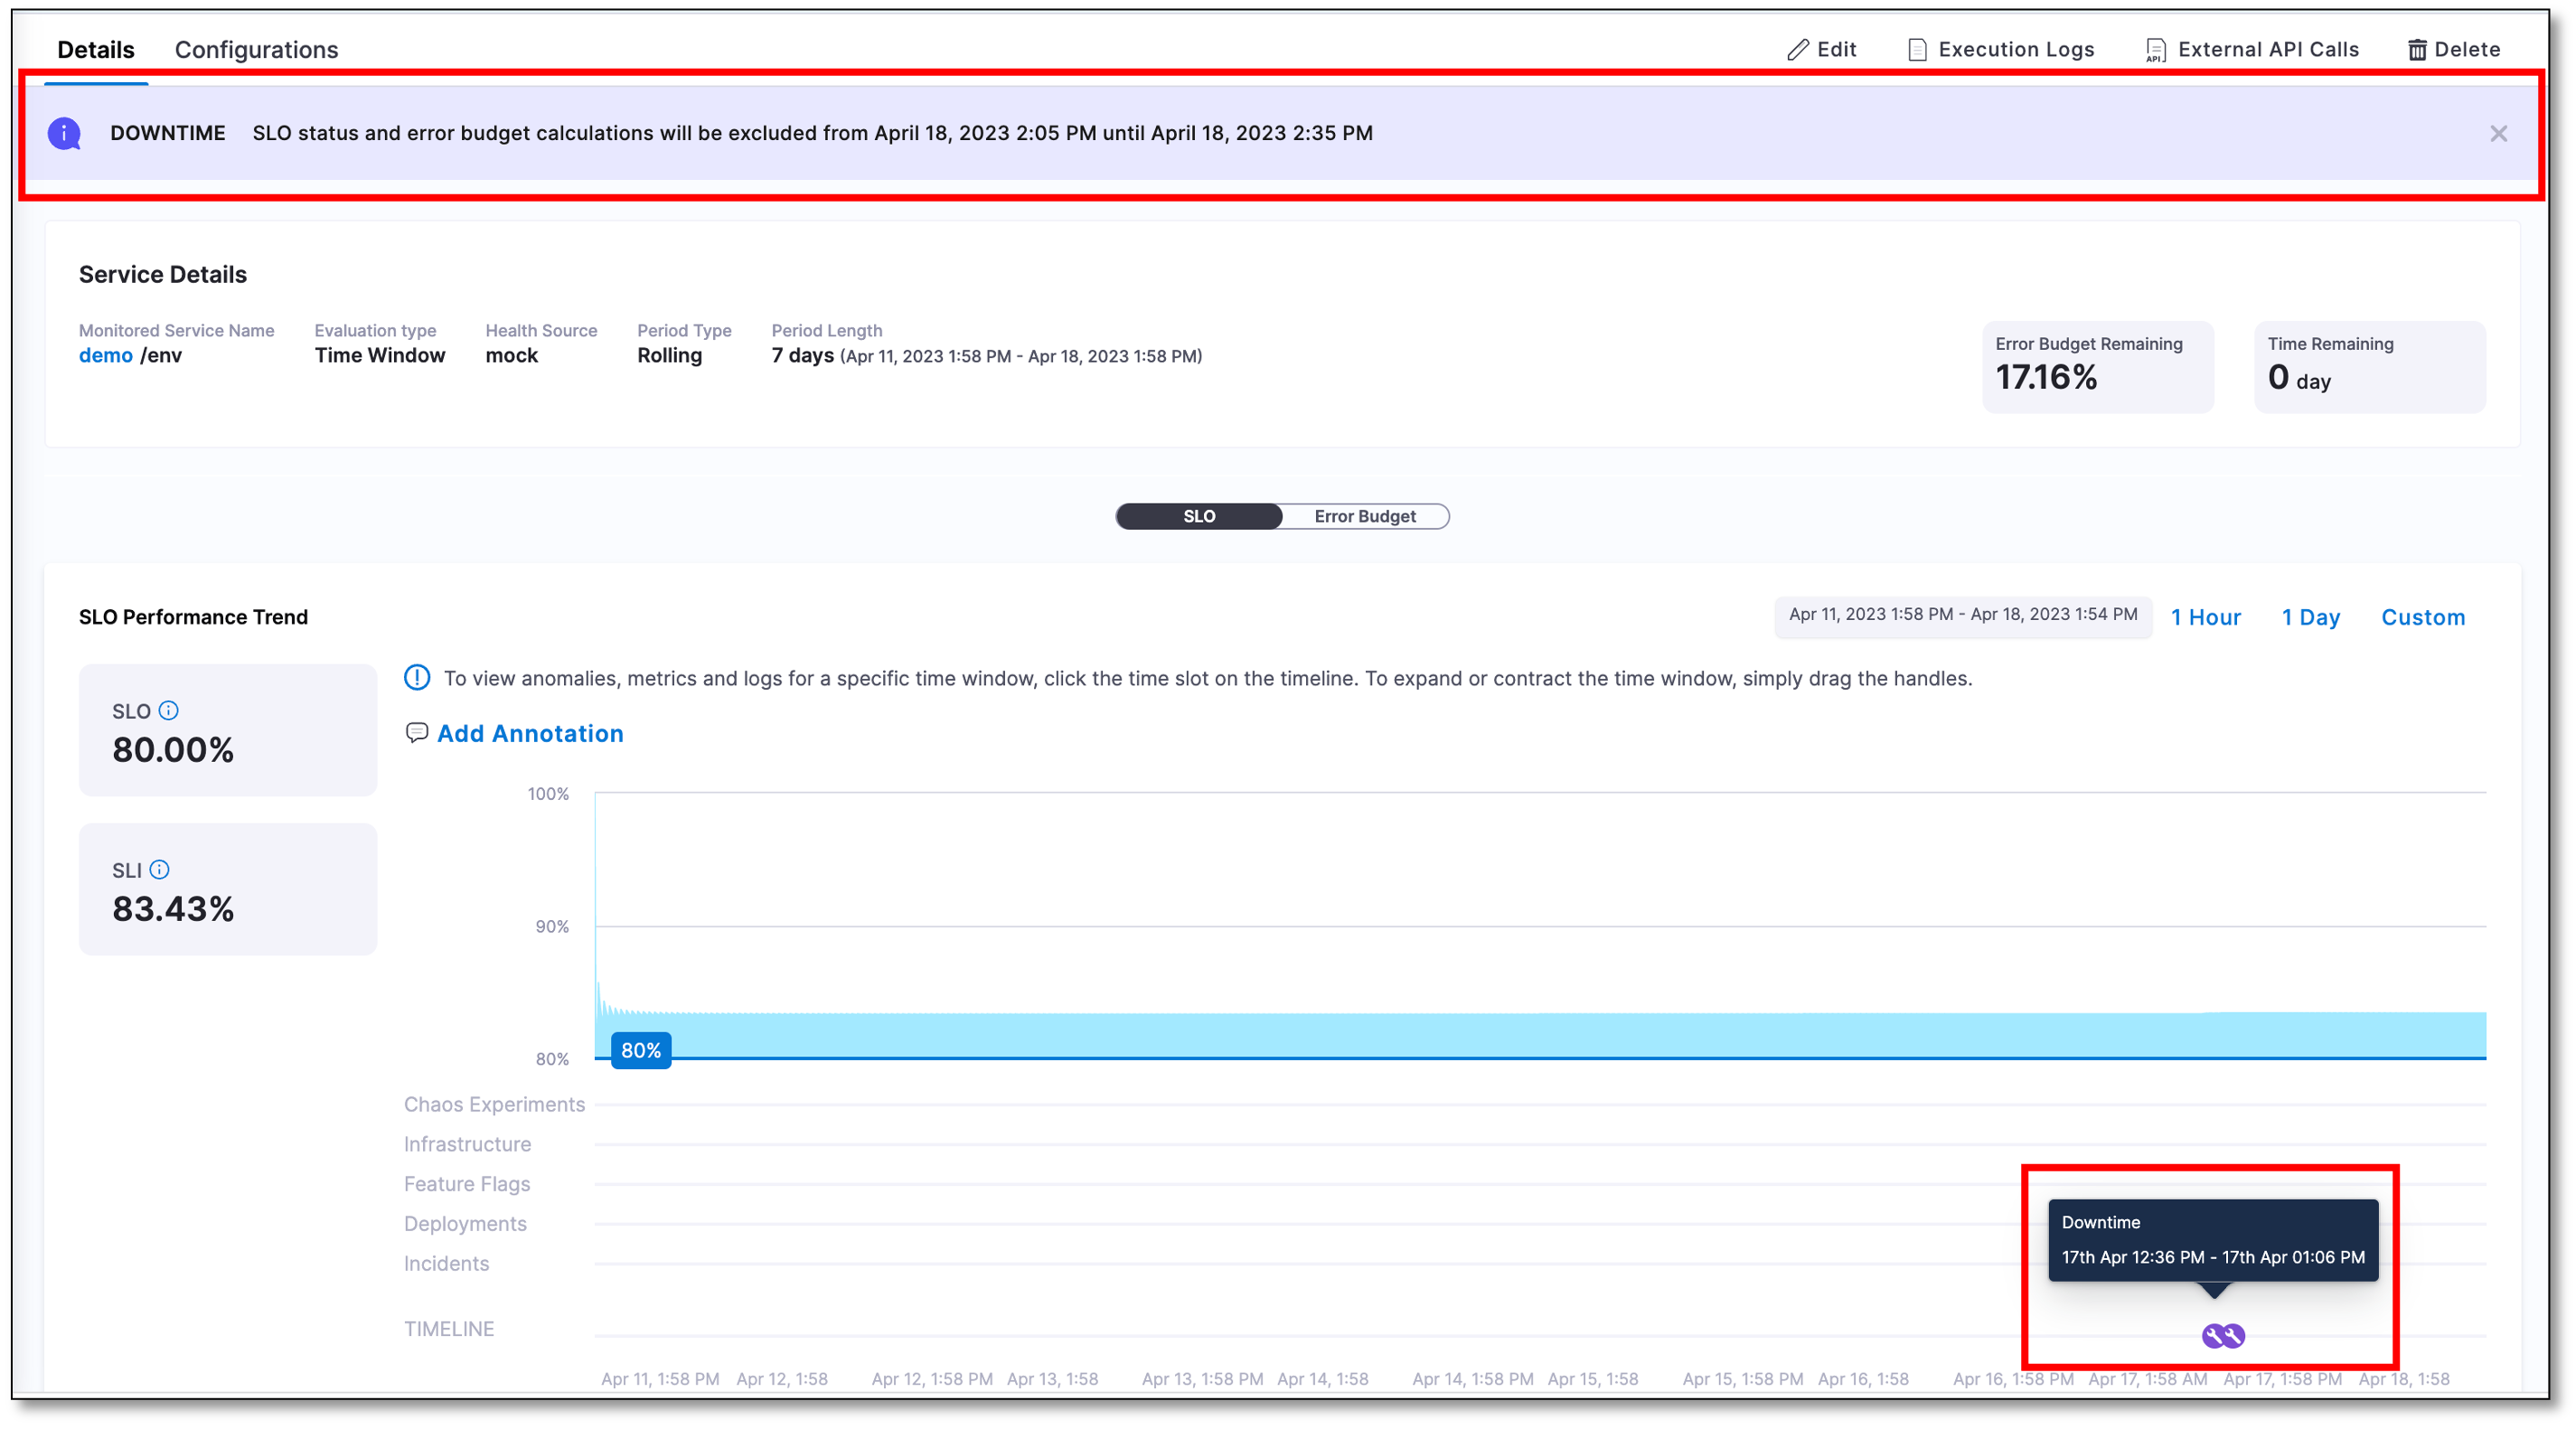 Details Configurations Edit Execution Logs API External API Calls Delete
DOWNTIME SLO status and error budget calculations will be excluded from April 18, 2023 2:05 PM until April 18, 2023 2:35 PM
Service Details
Monitored Service Name Evaluation type Health Source Period Type Period Length
demo /env Time Window mock Rolling 7 days (Apr 11, 2023 1:58 PM - Apr 18, 2023 1:58 PM)
Error Budget Remaining Time Remaining
17.16% 0 day
SLO Error Budget
SLO Performance Trend Apr 11, 2023 1:58 PM - Apr 18, 2023 1:54 PM 1 Hour 1 Day Custom
To view anomalies, metrics and logs for a specific time window, click the time slot on the timeline. To expand or contract the time window, simply drag the handles.
SLO
80.00%
Add Annotation
SLI
83.43%
100%
90%
80%
80%
Chaos Experiments
Infrastructure
Feature Flags
Deployments
Incidents
Downtime
17th Apr 12:36 PM - 17th Apr 01:06 PM
TIMELINE
Apr 11, 1:58 PM Apr 12, 1:58 Apr 12, 1:58 PM Apr 13, 1:58 Apr 13, 1:58 PM Apr 14, 1:58 Apr 14, 1:58 PM Apr 15, 1:58 Apr 15, 1:58 PM Apr 16, 1:58 Apr 16, 1:58 PM Apr 17, 1:58 AM Apr 17, 1:58 PM Apr 18, 1:58